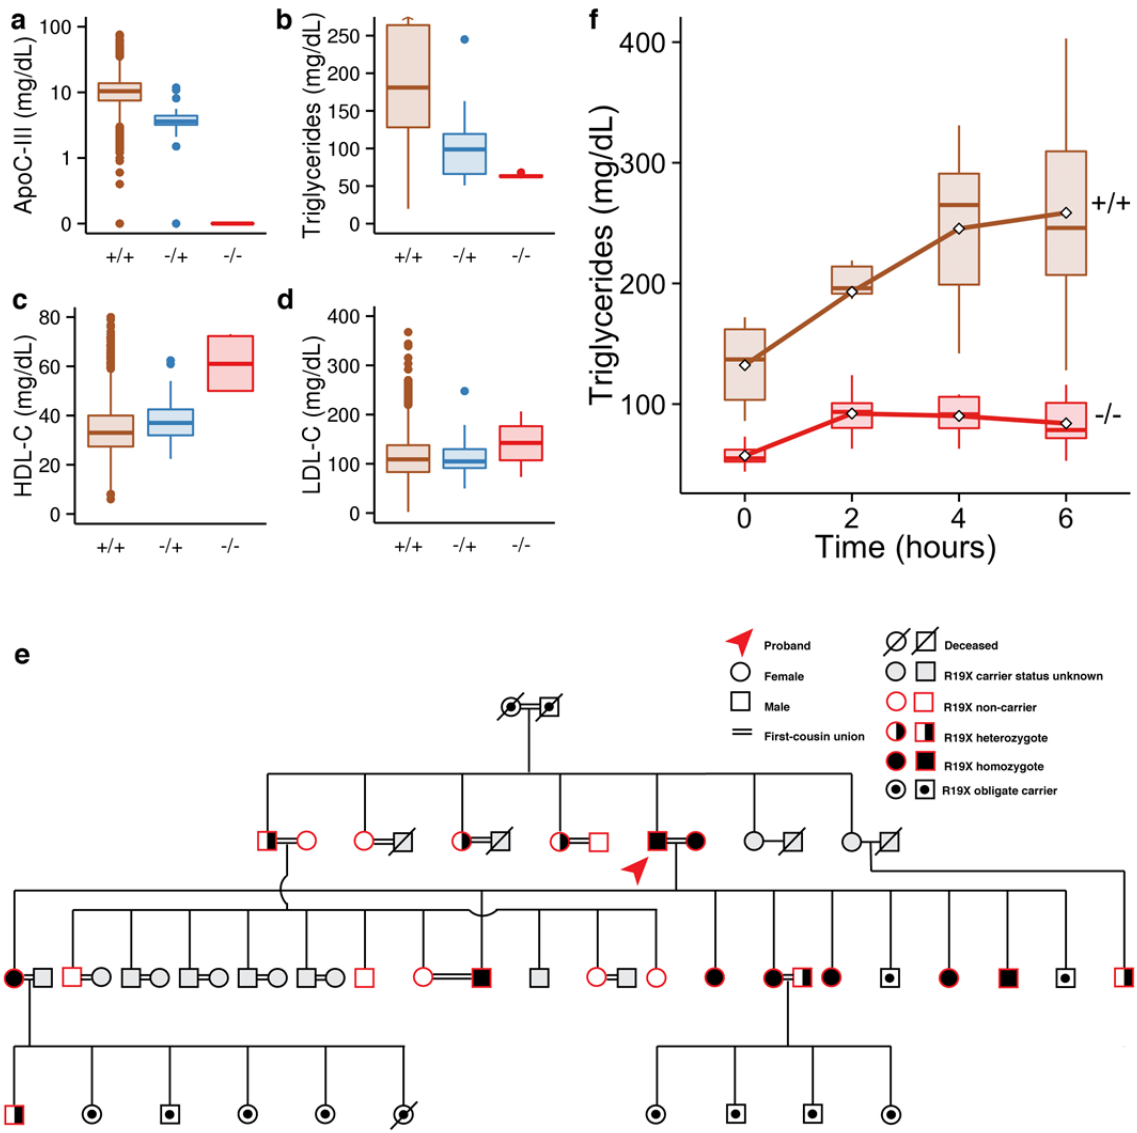 a
ApoC-III (mg/dL)
100
10
1
0
+/+
-/+
-/-
b
Triglycerides (mg/dL)
250
200
150
100
50
0
+/+
-/+
-/-
c
HDL-C (mg/dL)
80
60
40
20
0
+/+
-/+
-/-
d
LDL-C (mg/dL)
400
300
200
100
0
+/+
-/+
-/-
f
Triglycerides (mg/dL)
400
300
200
100
+/+
-/-
0
2
4
6
Time (hours)
e
Proband
Female
Male
First-cousin union
Deceased
R19X carrier status unknown
R19X non-carrier
R19X heterozygote
R19X homozygote
R19X obligate carrier